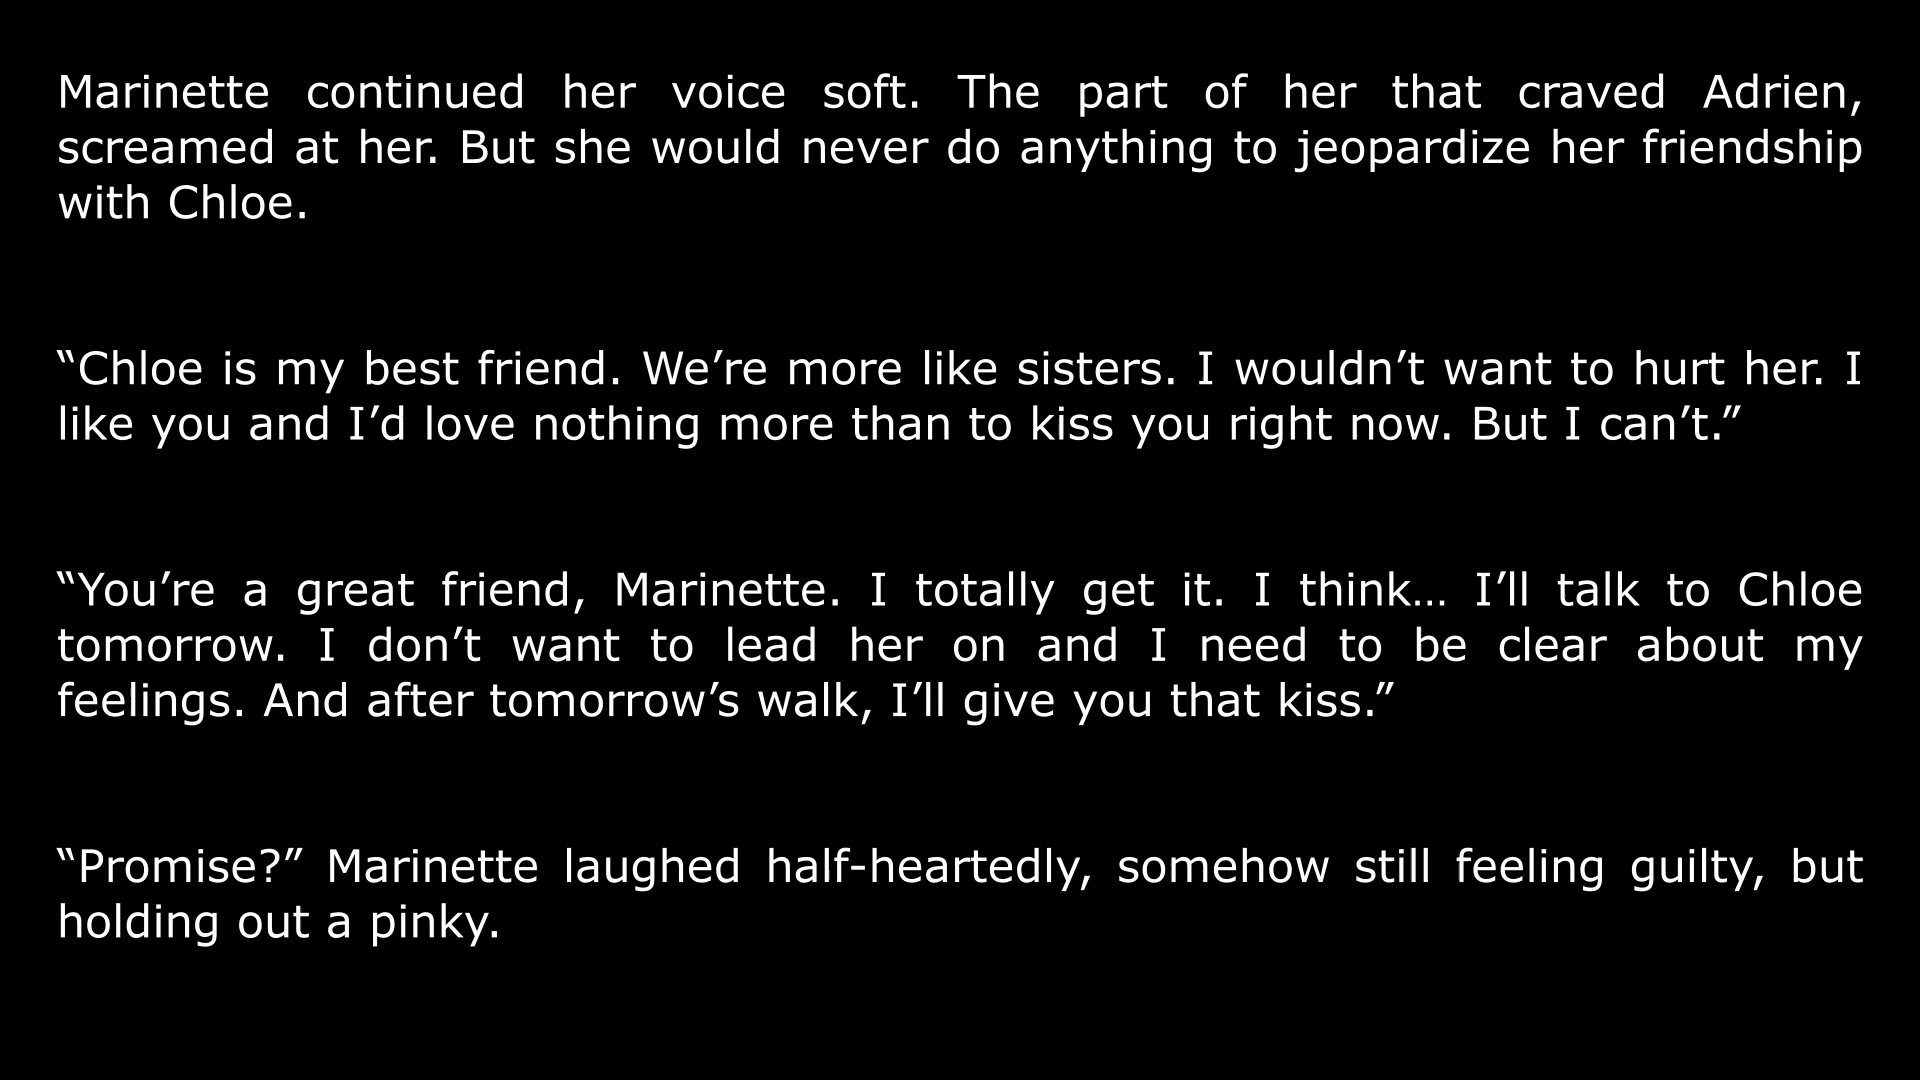 Marinette continued her voice soft. The part of her that craved Adrien,
screamed at her. But she would never do anything to jeopardize her friendship
with Chloe.
“Chloe is my best friend. We’re more like sisters. I wouldn’t want to hurt her. I
like you and I’d love nothing more than to kiss you right now. But I can’t.”
“You’re a great friend, Marinette. I totally get it. I think… I’ll talk to Chloe
tomorrow. I don’t want to lead her on and I need to be clear about my
feelings. And after tomorrow’s walk, I’ll give you that kiss.”
“Promise?” Marinette laughed half-heartedly, somehow still feeling guilty, but
holding out a pinky.